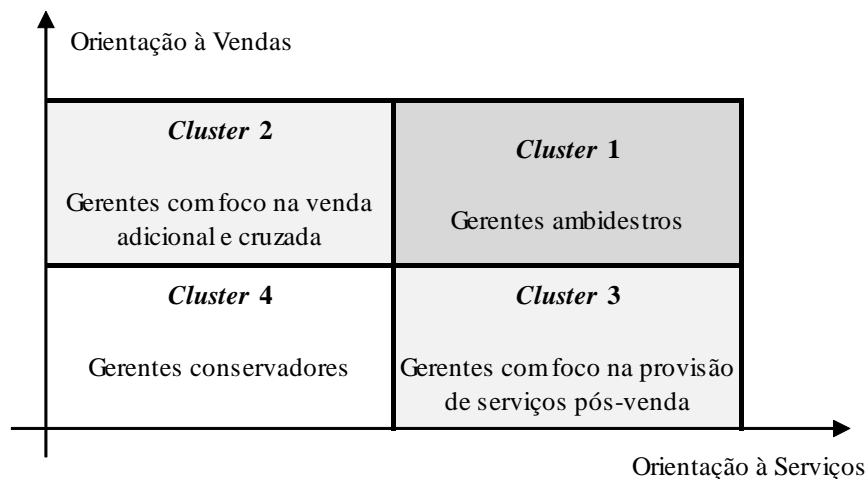 Orientação à Vendas
Cluster 2
Cluster 1
Gerentes com foco na venda
adicional e cruzada
Gerentes ambidestros
Cluster 4
Cluster 3
Gerentes conservadores
Gerentes com foco na provisão
de serviços pós-venda
Orientação à Serviços